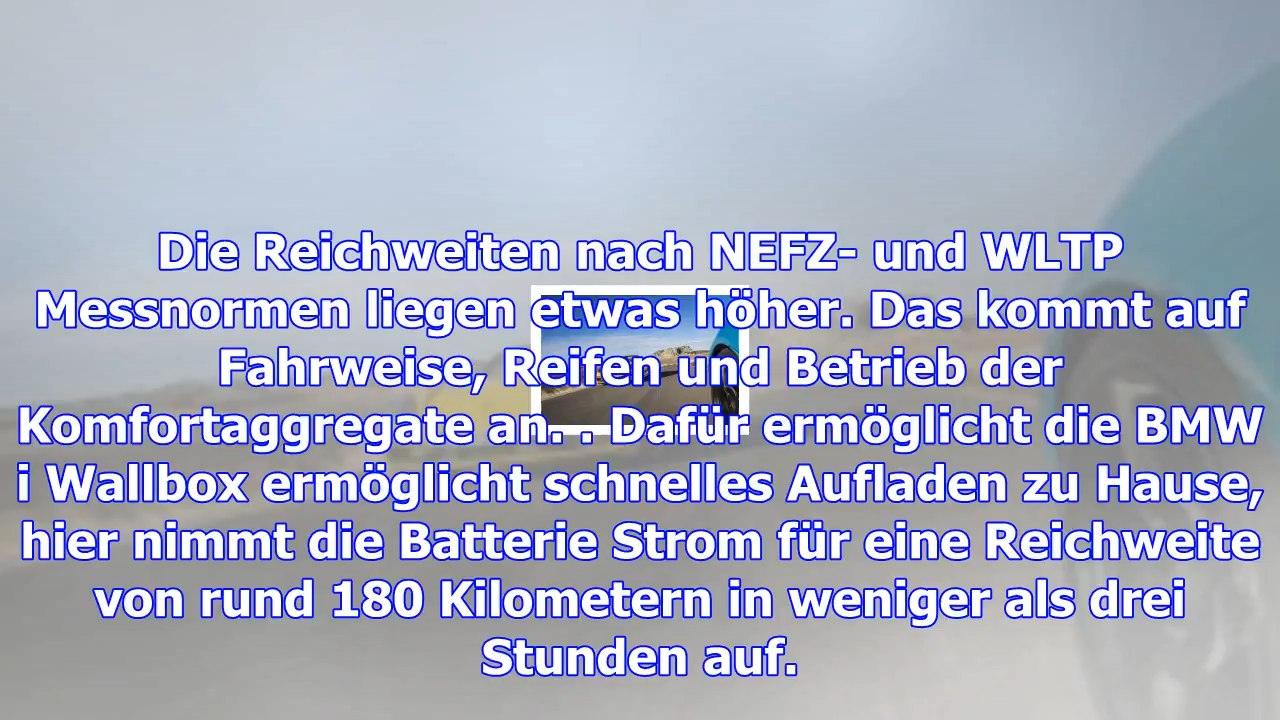 Die Reichweiten nach NEFZ- und WLTP
Messnormen liegen etwas höher. Das kommt auf
Fahrweise, Reifen und Betrieb der
Komfortaggregate an. . Dafür ermöglicht die BMW
i Wallbox ermöglicht schnelles Aufladen zu Hause,
hier nimmt die Batterie Strom für eine Reichweite
von rund 180 Kilometern in weniger als drei
Stunden auf.